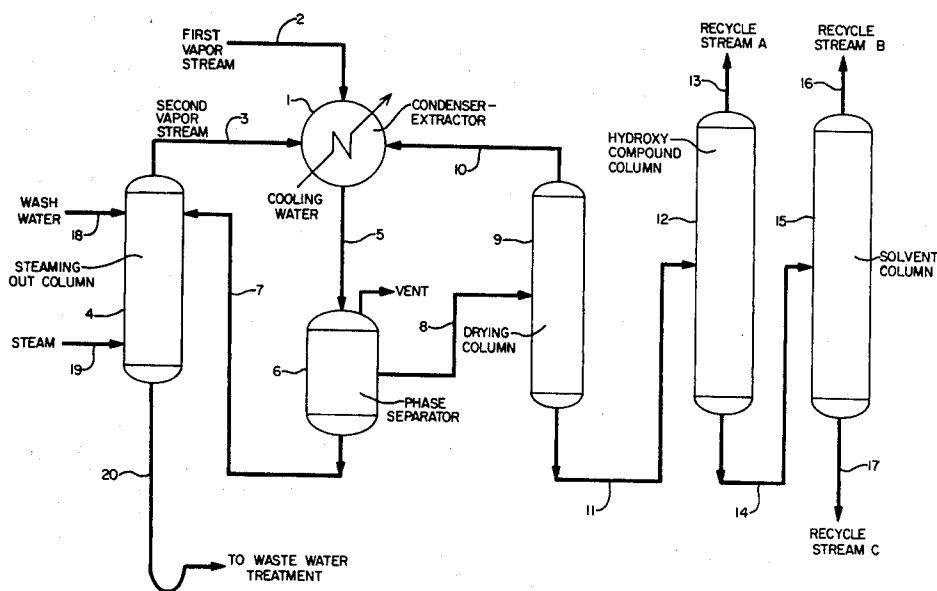 2
FIRST
VAPOR
STREAM
RECYCLE
STREAM A
RECYCLE
STREAM B
13
16
1
CONDENSER-
EXTRACTOR
SECOND
VAPOR
STREAM
3
10
COOLING
WATER
HYDROXY
COMPOUND
COLUMN
WASH
WATER
18
STEAMING
OUT COLUMN
4
STEAM
19
5
9
12
15
SOLVENT
COLUMN
7
VENT
8
DRYING
COLUMN
6
PHASE
SEPARATOR
20
11
14
17
RECYCLE
STREAM C
TO WASTE WATER
TREATMENT